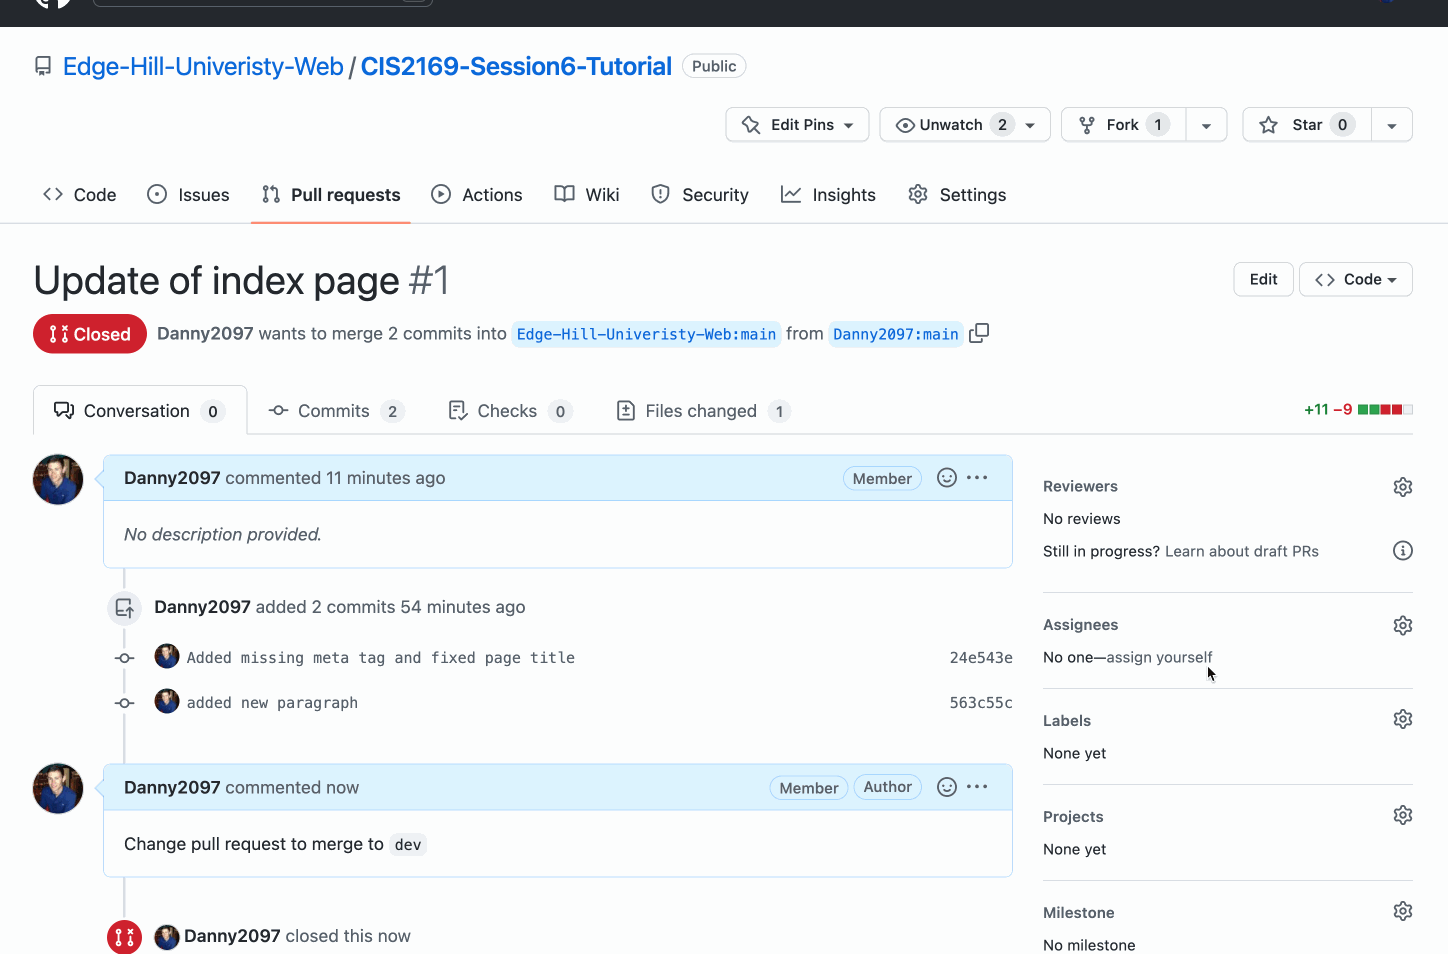 Edge-Hill-Univeristy-Web / CIS2169-Session6-Tutorial Public
Edit Pins Unwatch 2 Fork 1 Star 0
Code Issues Pull requests Actions Wiki Security Insights Settings
Update of index page #1
Edit Code
Closed Danny2097 wants to merge 2 commits into Edge-Hill-Univeristy-Web:main from Danny2097:main
Conversation 0 Commits 2 Checks 0 Files changed 1
+11 −9
Danny2097 commented 11 minutes ago Member
No description provided.
Danny2097 added 2 commits 54 minutes ago
Added missing meta tag and fixed page title 24e543e
added new paragraph 563c55c
Danny2097 commented now Member Author
Change pull request to merge to dev
Danny2097 closed this now
Reviewers
No reviews
Still in progress? Learn about draft PRs
Assignees
No one—assign yourself
Labels
None yet
Projects
None yet
Milestone
No milestone